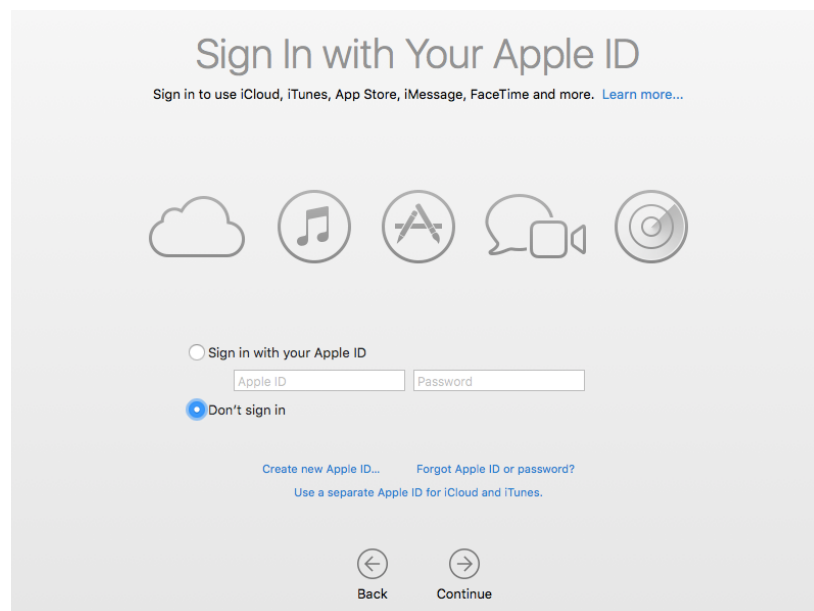 Sign In with Your Apple ID
Sign in to use iCloud, iTunes, App Store, iMessage, FaceTime and more. Learn more...
Sign in with your Apple ID
Apple ID Password
Don't sign in
Create new Apple ID... Forgot Apple ID or password?
Use a separate Apple ID for iCloud and iTunes.
Back Continue